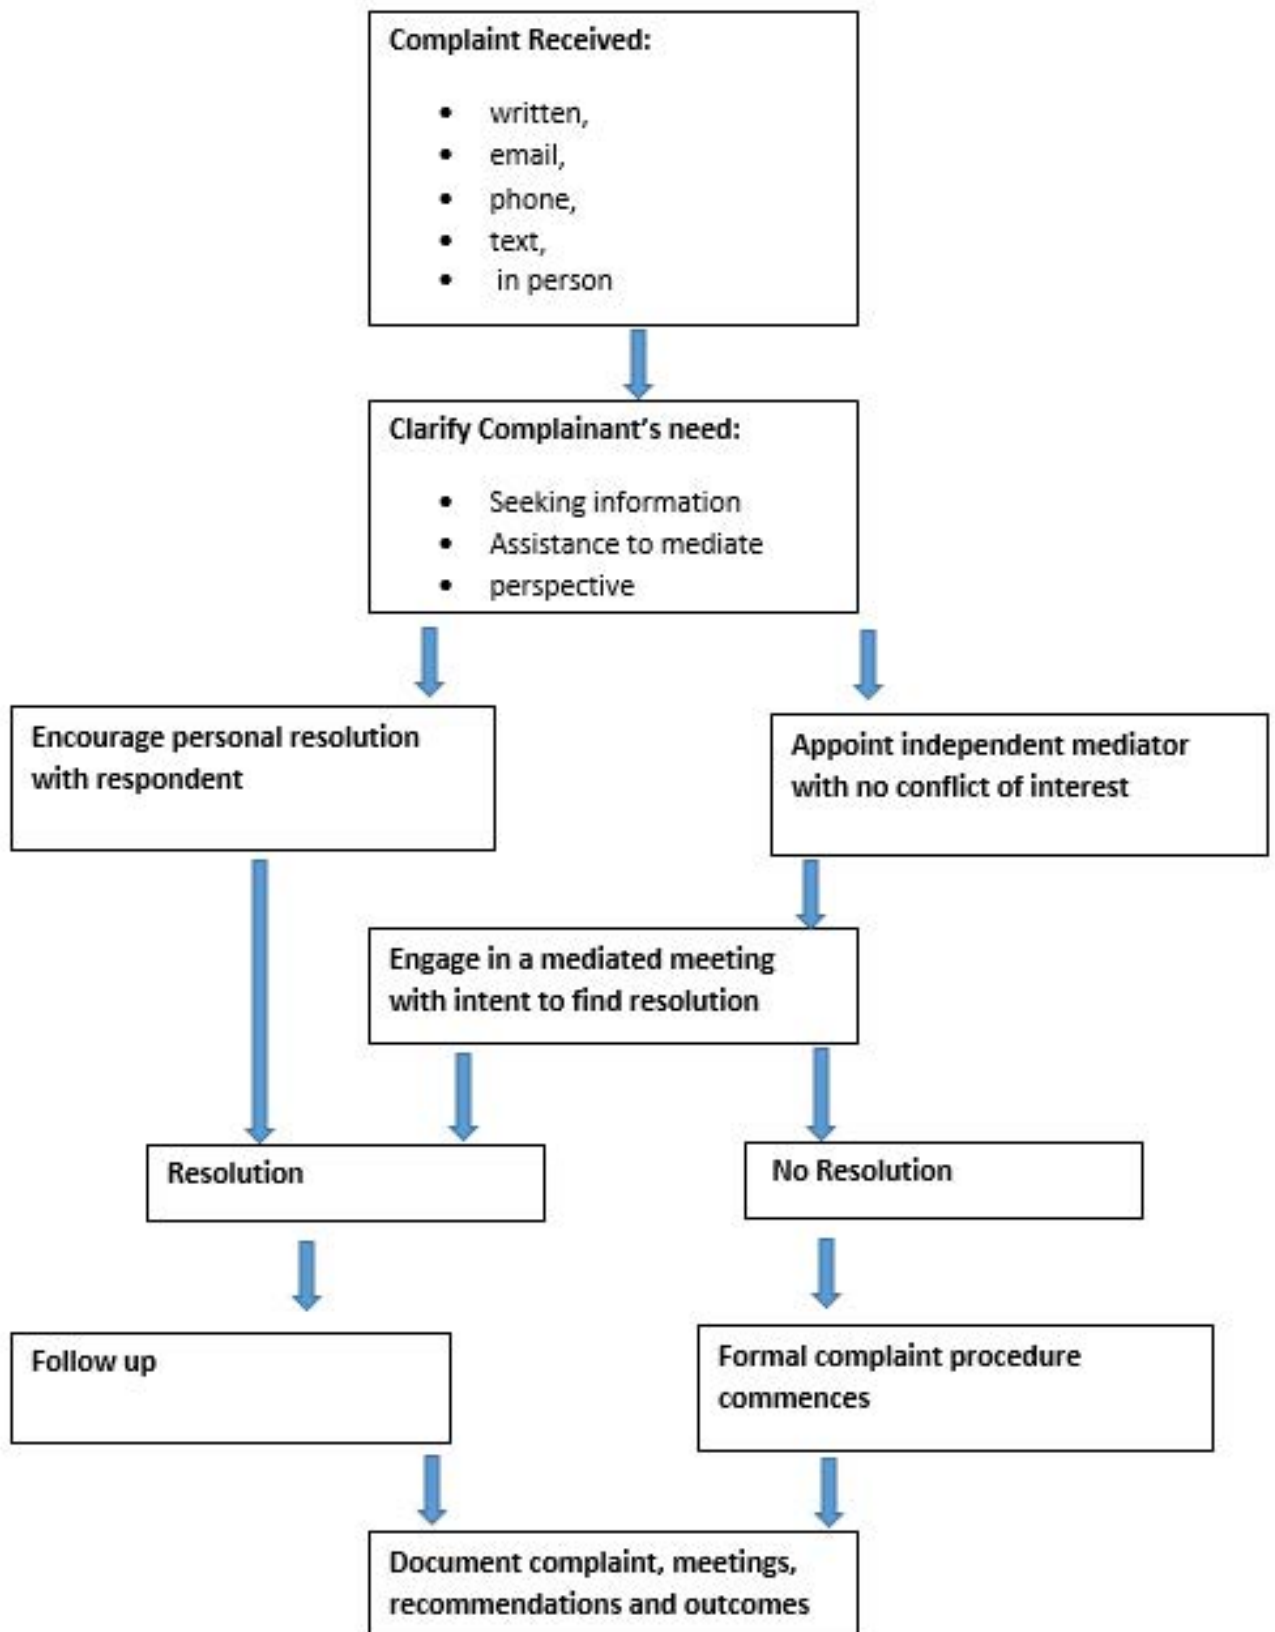 Complaint Received:
• written,
• email,
• phone,
• text,
• in person
Clarify Complainant's need:
• Seeking information
• Assistance to mediate
• perspective
Encourage personal resolution
with respondent
Appoint independent mediator
with no conflict of interest
Engage in a mediated meeting
with intent to find resolution
Resolution
No Resolution
Follow up
Formal complaint procedure
commences
Document complaint, meetings,
recommendations and outcomes